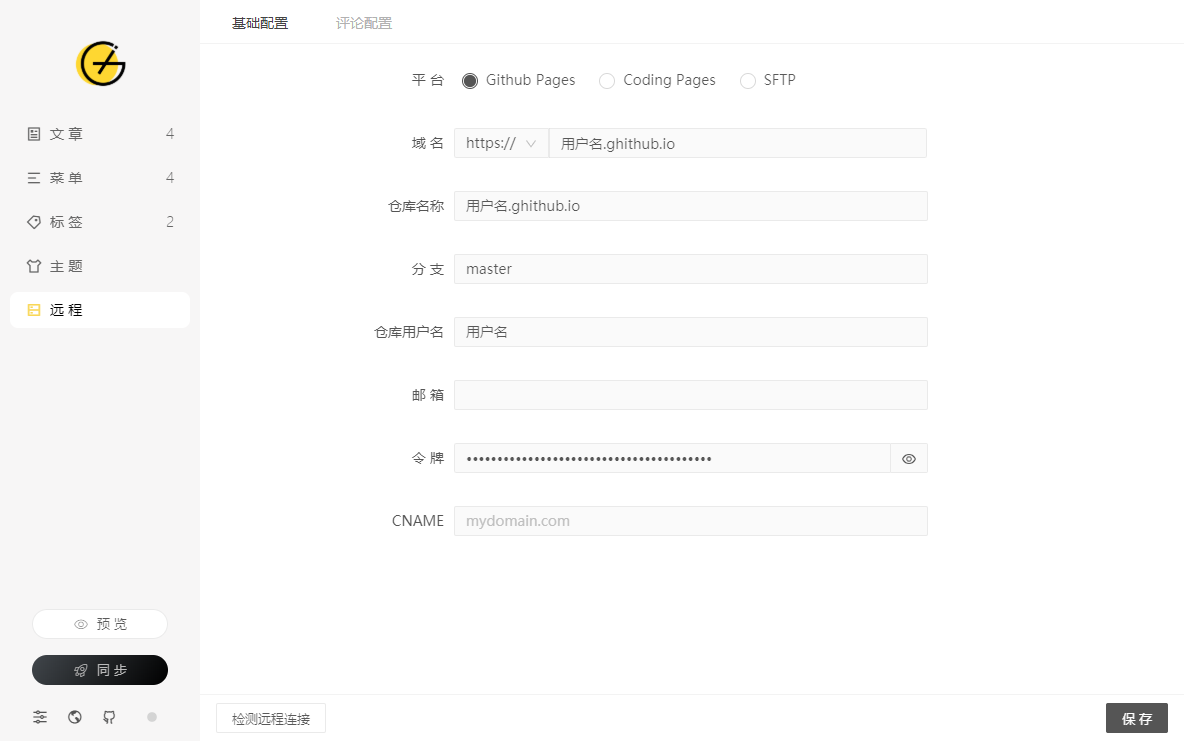 基础配置 评论配置
文章 4
菜单 4
标签 2
主题
远程
预览
同步
平台 Github Pages Coding Pages SFTP
域名 https:// 用户名.ghithub.io
仓库名称 用户名.ghithub.io
分支 master
仓库用户名 用户名
邮箱
令牌 ••••••••••••••••••••••••••••••••••••••••
CNAME mydomain.com
检测远程连接 保存